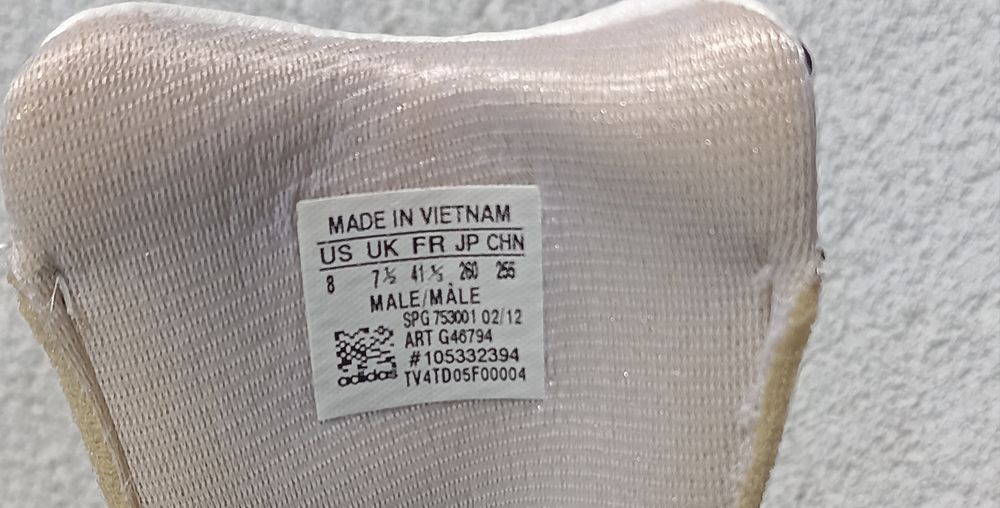 MADE IN VIETNAM
US UK FR JP CHN
8 7½ 41⅓ 260 255
MALE/MÂLE
SPG 753001 02/12
ART G46794
#105332394
adidas TV4TD05F00004